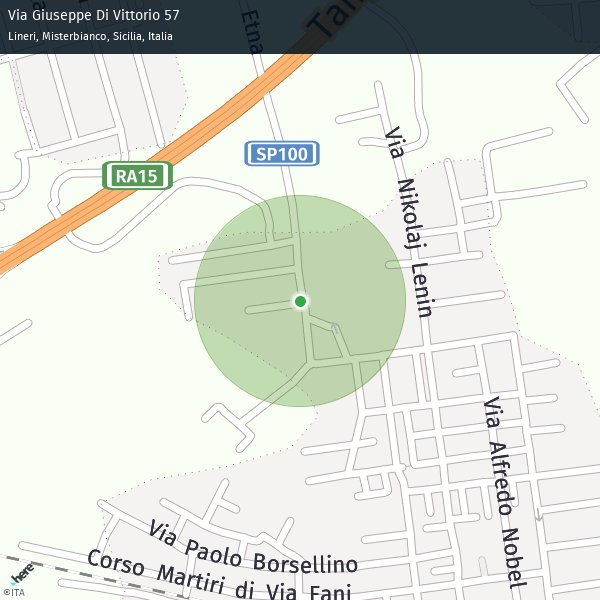 Via Giuseppe Di Vittorio 57
Lineri, Misterbianco, Sicilia, Italia
Etna
SP100
RA15
Via Nikolaj Lenin
Via Alfredo Nobel
Via Paolo Borsellino
Corso Martiri di Via Fani
here
©ITA